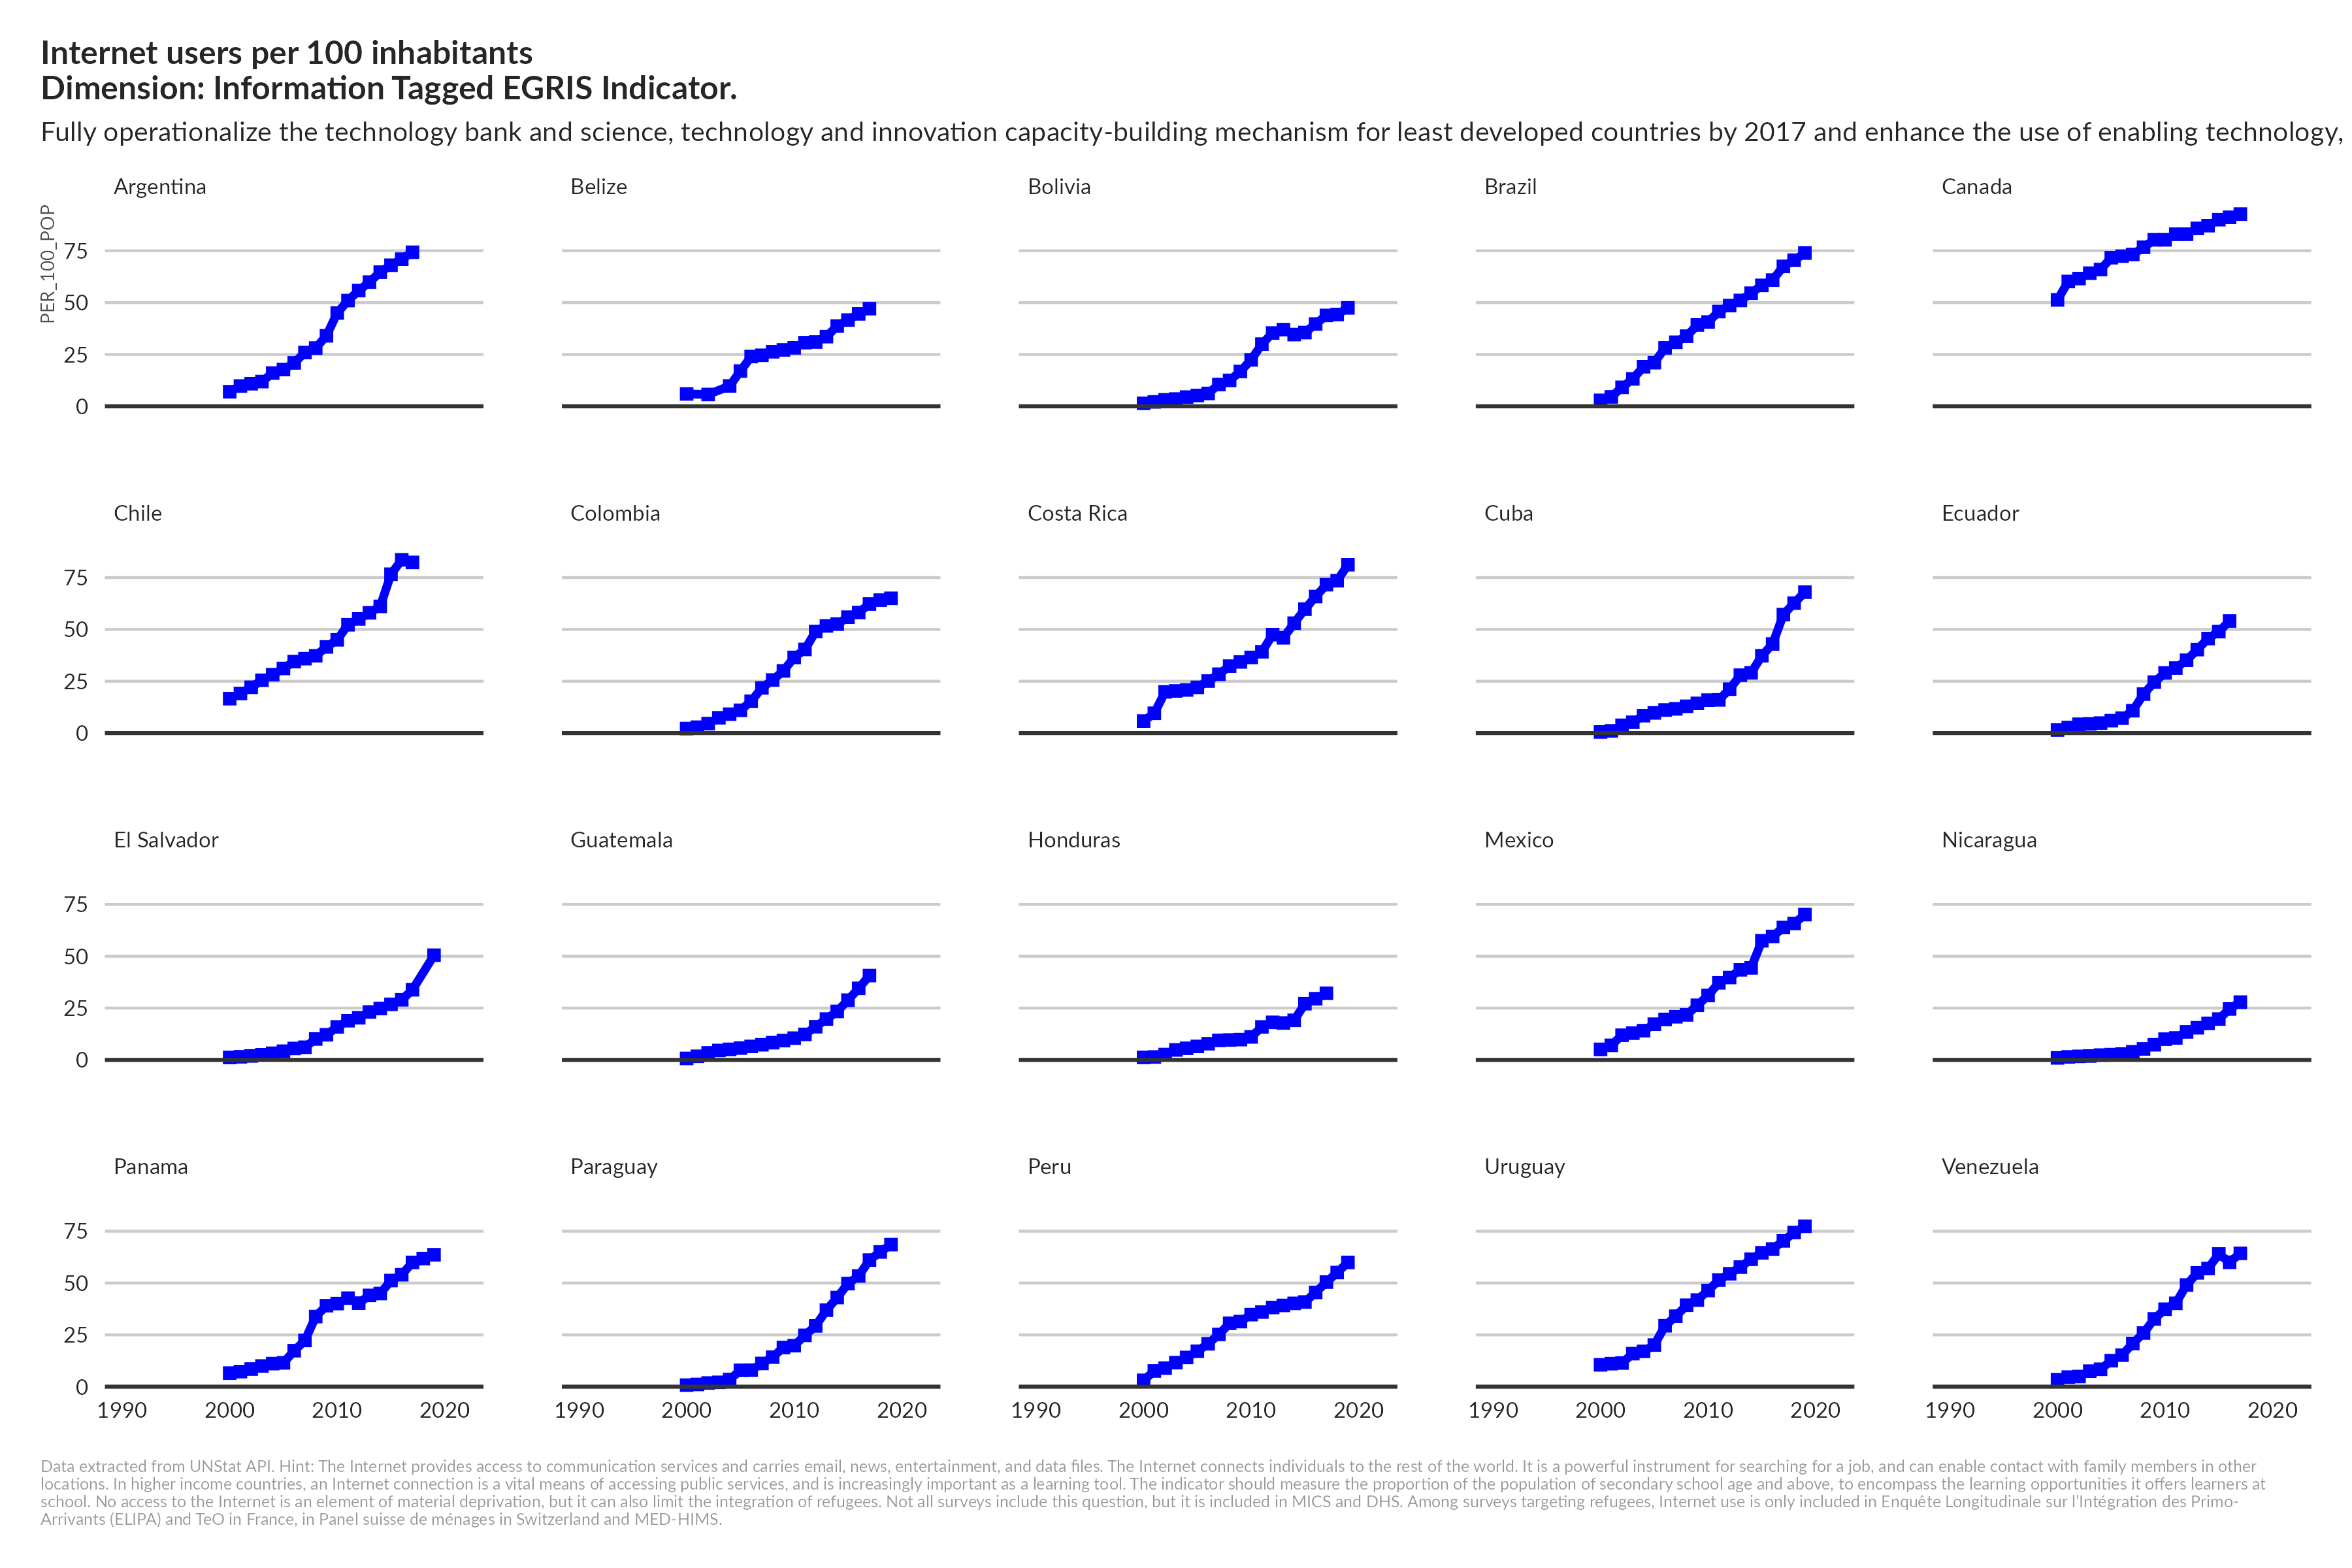 Internet users per 100 inhabitants
Dimension: Information Tagged EGRIS Indicator.
Fully operationalize the technology bank and science, technology and innovation capacity-building mechanism for least developed countries by 2017 and enhance the use of enabling technology,
PER_100_POP
Argentina Belize Bolivia Brazil Canada
75
50
25
0
Chile Colombia Costa Rica Cuba Ecuador
75
50
25
0
El Salvador Guatemala Honduras Mexico Nicaragua
75
50
25
0
Panama Paraguay Peru Uruguay Venezuela
75
50
25
0
1990 2000 2010 2020 1990 2000 2010 2020 1990 2000 2010 2020 1990 2000 2010 2020 1990 2000 2010 2020
Data extracted from UNStat API. Hint: The Internet provides access to communication services and carries email, news, entertainment, and data files. The Internet connects individuals to the rest of the world. It is a powerful instrument for searching for a job, and can enable contact with family members in other
locations. In higher income countries, an Internet connection is a vital means of accessing public services, and is increasingly important as a learning tool. The indicator should measure the proportion of the population of secondary school age and above, to encompass the learning opportunities it offers learners at
school. No access to the Internet is an element of material deprivation, but it can also limit the integration of refugees. Not all surveys include this question, but it is included in MICS and DHS. Among surveys targeting refugees, Internet use is only included in Enquête Longitudinale sur l'Intégration des Primo-
Arrivants (ELIPA) and TeO in France, in Panel suisse de ménages in Switzerland and MED-HIMS.